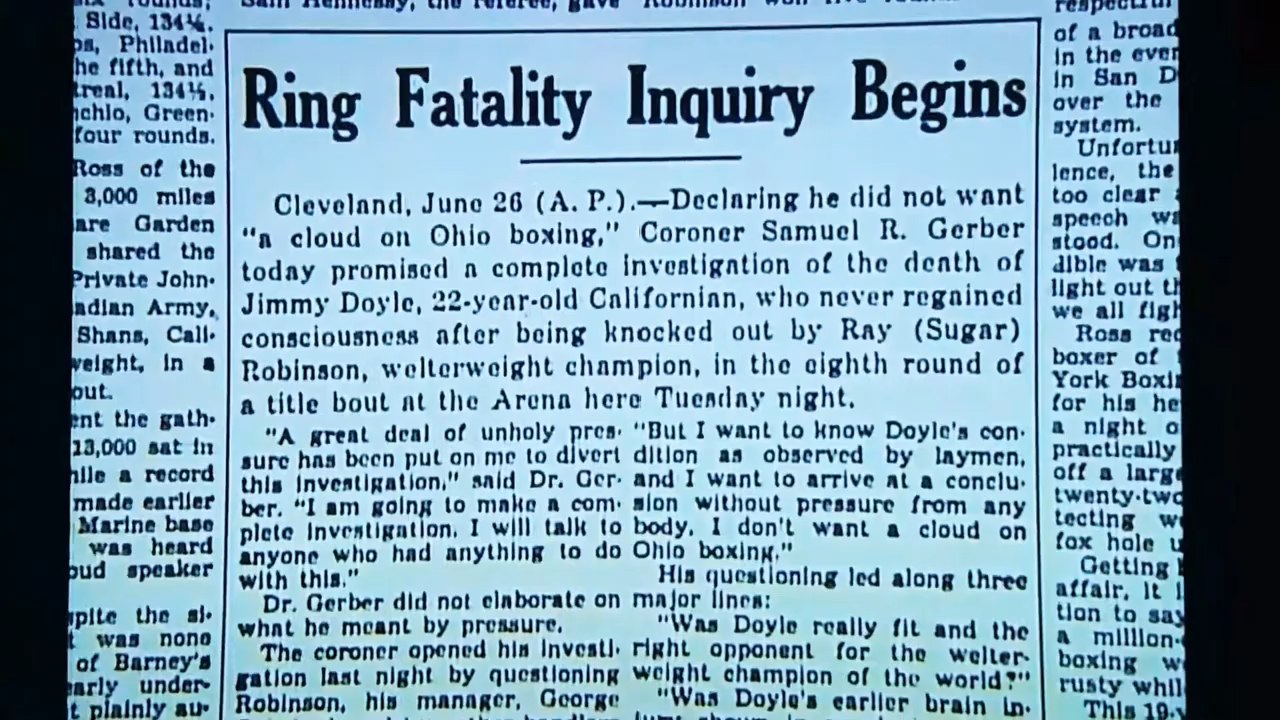 Side, 134¼.
Philadel-
he fifth, and
134½,
Green-
four rounds.
Ross of the
3,000 miles
Garden
shared the
Private John-
Army,
Shans, Cali-
in a
out.
the gath-
13,000 sat in
a record
made earlier
Marine base
was heard
speaker
the
was none
of Barney's
under-
plainly au-
Ring Fatality Inquiry Begins
Cleveland, June 26 (A. P.).—Declaring he did not want
"a cloud on Ohio boxing," Coroner Samuel R. Gerber
today promised a complete investigation of the death of
Jimmy Doyle, 22-year-old Californian, who never regained
consciousness after being knocked out by Ray (Sugar)
Robinson, welterweight champion, in the eighth round of
a title bout at the Arena here Tuesday night.
"A great deal of unholy pres-
sure has been put on me to divert
this investigation," said Dr. Ger-
ber. "I am going to make a com-
plete investigation. I will talk to
anyone who had anything to do
with this."
Dr. Gerber did not elaborate on
what he meant by pressure.
The coroner opened his investi-
gation last night by questioning
Robinson, his manager, George
"But I want to know Doyle's con-
dition as observed by laymen,
and I want to arrive at a conclu-
sion without pressure from any
body. I don't want a cloud on
Ohio boxing."
His questioning led along three
major lines:
"Was Doyle really fit and the
right opponent for the welter-
weight champion of the world?"
"Was Doyle's earlier brain in-
of a broad
in the
in San
over the
system.
lence, the
too clear
speech
stood.
dible was
light out
we all
Ross
boxer of
York
for his
a night
practically
off a
twenty-two
tecting
fox hole
Getting
affair, it
tion to say
a million-
boxing
rusty
This